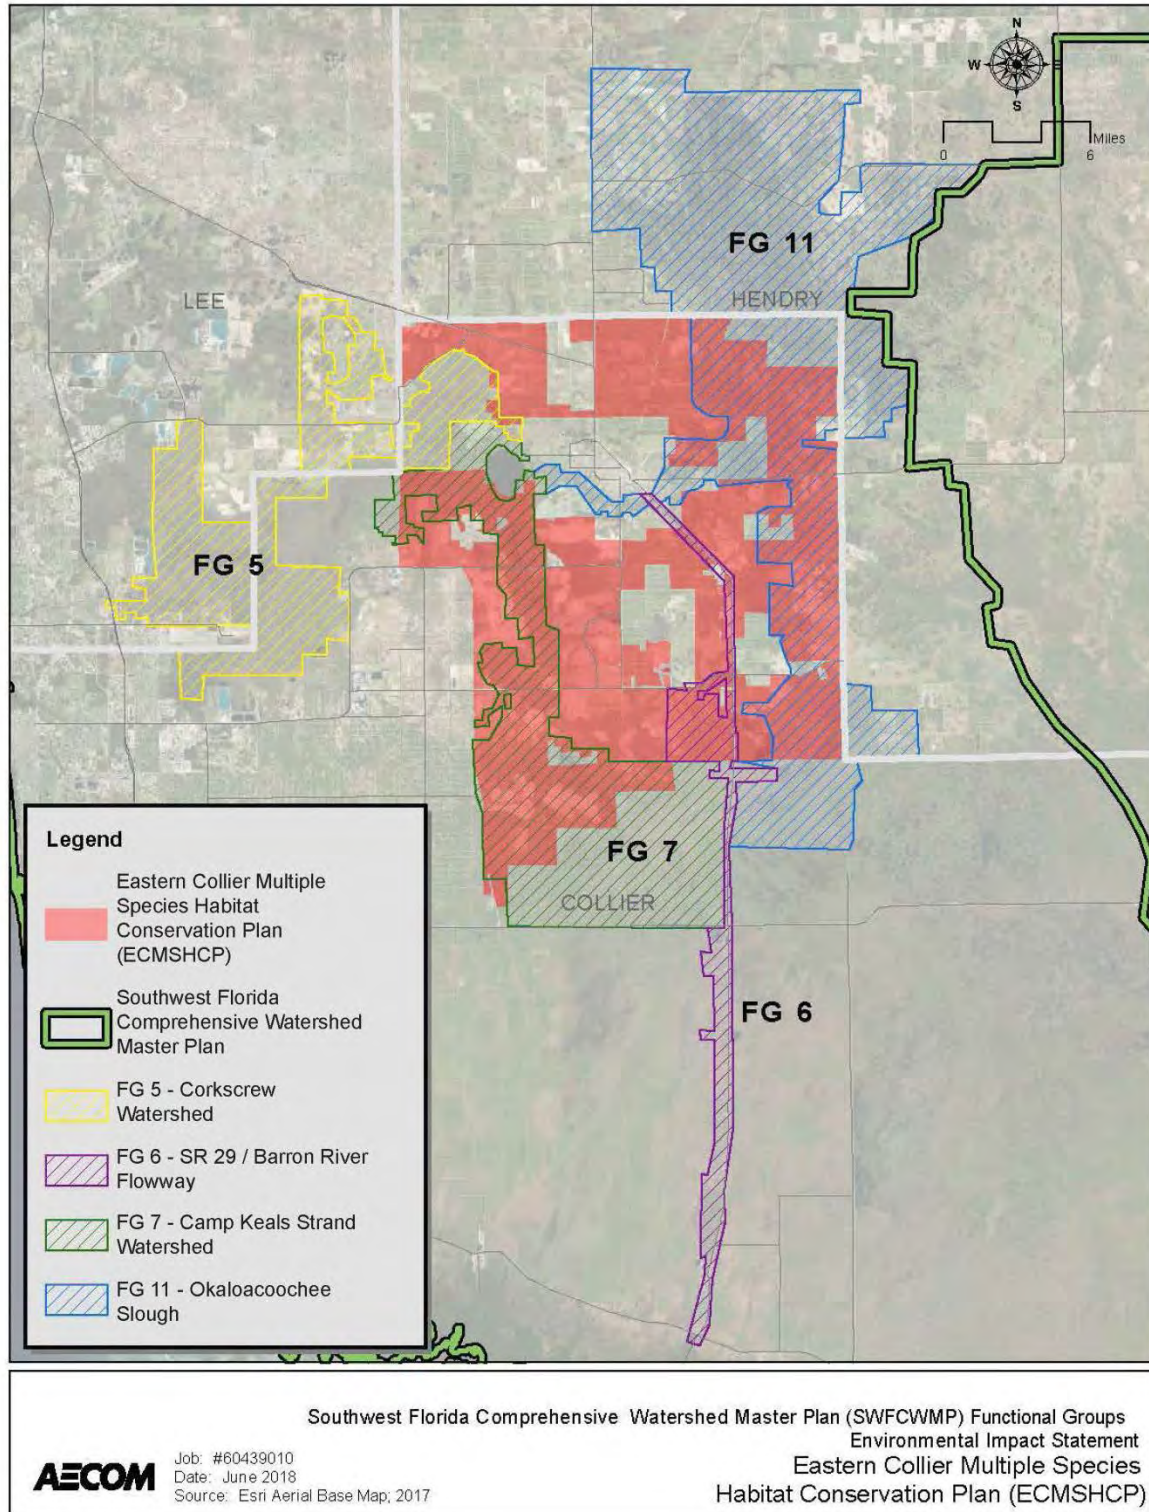 N
W
E
S
0
6
Miles
FG 11
LEE
HENDRY
FG 5
FG 7
COLLIER
FG 6
Legend
Eastern Collier Multiple
Species Habitat
Conservation Plan
(ECMSHCP)
Southwest Florida
Comprehensive Watershed
Master Plan
FG 5 - Corkscrew
Watershed
FG 6 - SR 29 / Barron River
Flowway
FG 7 - Camp Keals Strand
Watershed
FG 11 - Okaloacoochee
Slough
Southwest Florida Comprehensive Watershed Master Plan (SWFCWMP) Functional Groups
Environmental Impact Statement
Eastern Collier Multiple Species
Habitat Conservation Plan (ECMSHCP)
AECOM
Job: #60439010
Date: June 2018
Source: Esri Aerial Base Map; 2017